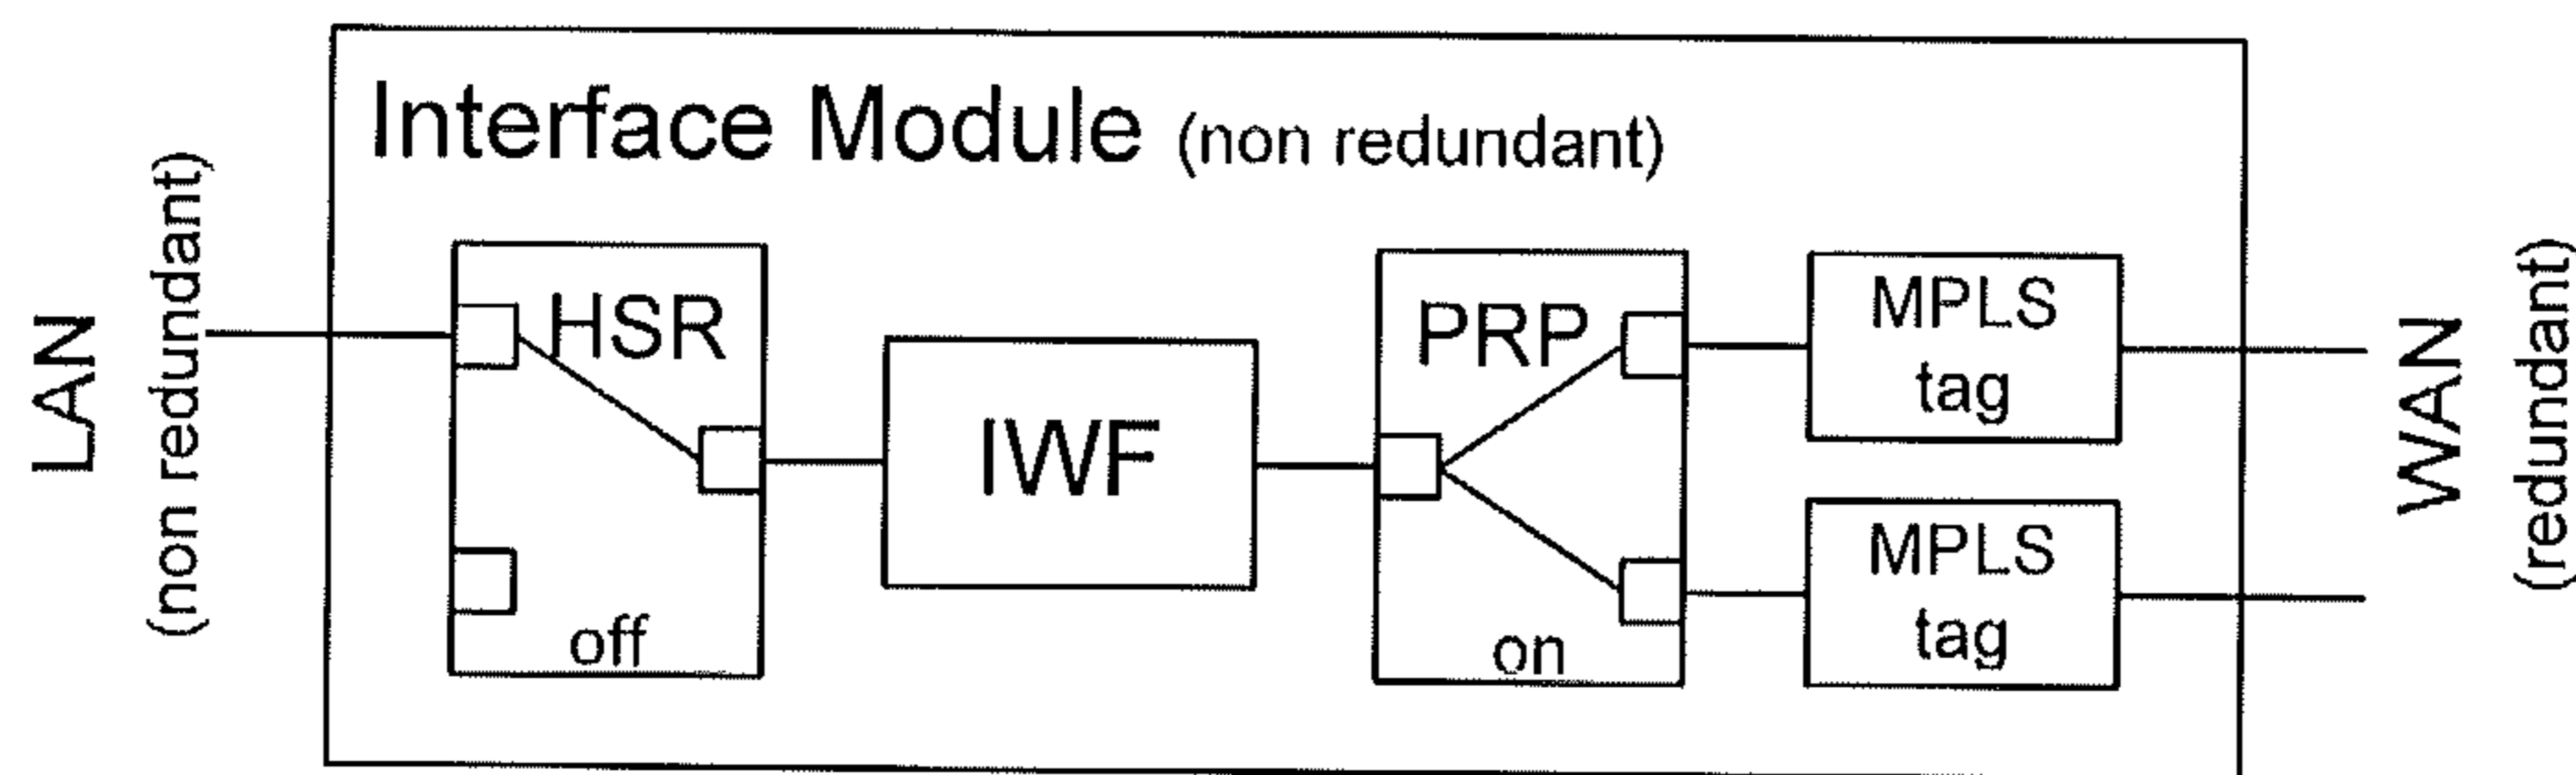 Interface Module (non redundant)
LAN
(non redundant)
HSR
off
IWF
PRP
on
MPLS
tag
MPLS
tag
WAN
(redundant)